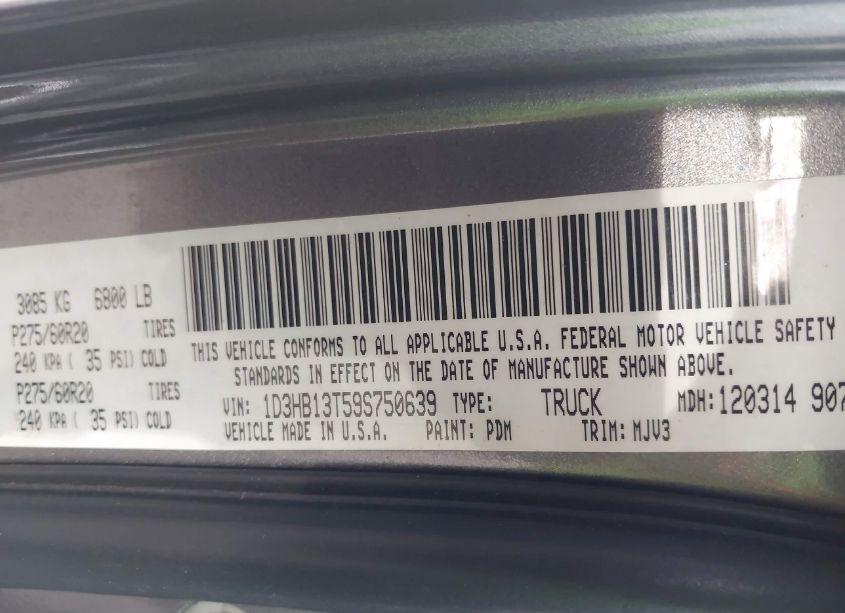 3085 KG 6800 LB
P275/60R20 TIRES
240 KPA ( 35 PSI) COLD
P275/60R20 TIRES
240 KPA ( 35 PSI) COLD
THIS VEHICLE CONFORMS TO ALL APPLICABLE U.S.A. FEDERAL MOTOR VEHICLE SAFETY
STANDARDS IN EFFECT ON THE DATE OF MANUFACTURE SHOWN ABOVE.
VIN: 1D3HB13T59S750639 TYPE: TRUCK MDH: 120314 907
VEHICLE MADE IN U.S.A. PAINT: PDM TRIM: MJV3